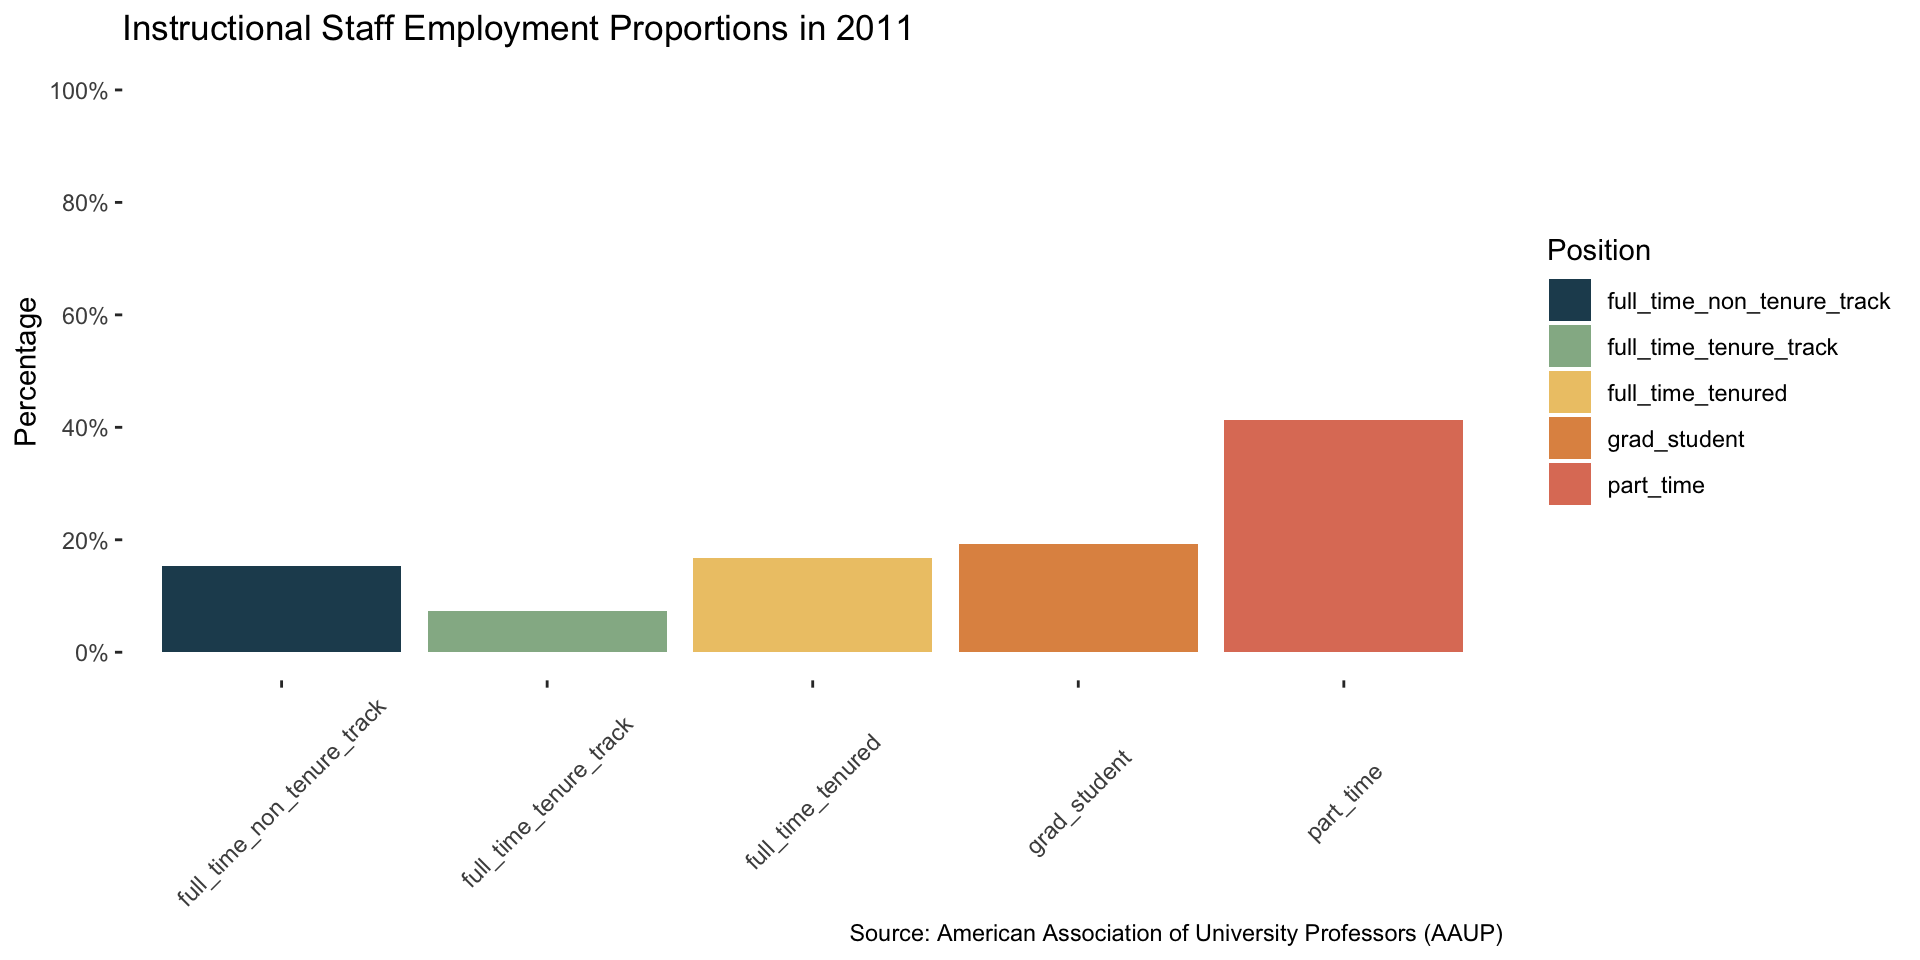 Instructional Staff Employment Proportions in 2011
100%
80%
60%
40%
20%
0%
Percentage
full_time_non_tenure_track
full_time_tenure_track
full_time_tenured
grad_student
part_time
Position
full_time_non_tenure_track
full_time_tenure_track
full_time_tenured
grad_student
part_time
Source: American Association of University Professors (AAUP)